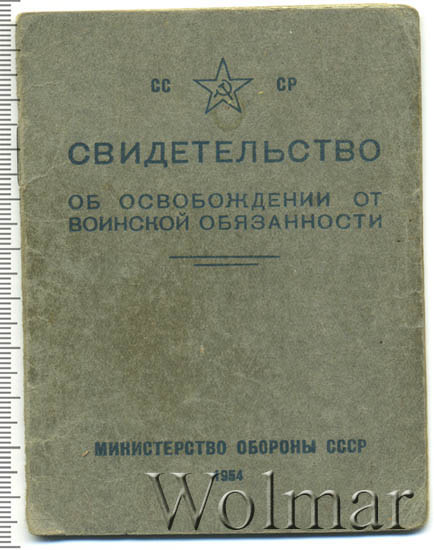 СС СР
СВИДЕТЕЛЬСТВО
ОБ ОСВОБОЖДЕНИИ ОТ
ВОИНСКОЙ ОБЯЗАННОСТИ
МИНИСТЕРСТВО ОБОРОНЫ СССР
1954
Wolmar